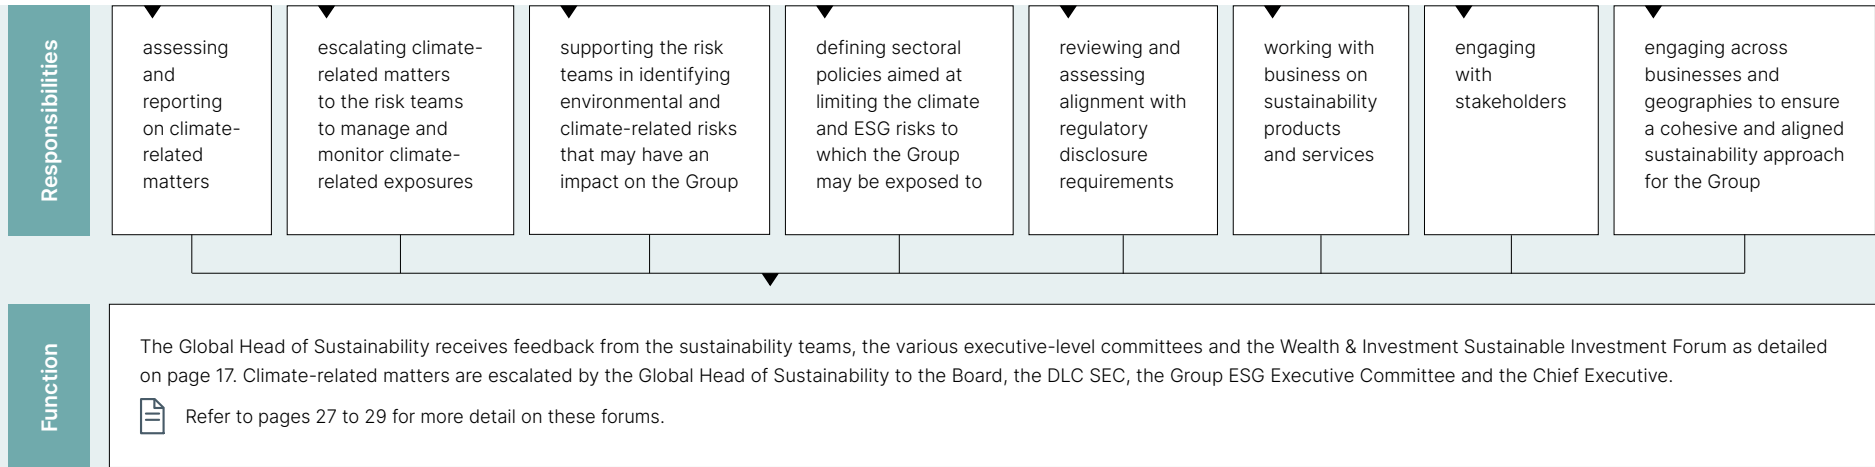 Responsibilities
assessing
and
reporting
on climate-
related
matters
escalating climate-
related matters
to the risk teams
to manage and
monitor climate-
related exposures
supporting the risk
teams in identifying
environmental and
climate-related risks
that may have an
impact on the Group
defining sectoral
policies aimed at
limiting the climate
and ESG risks to
which the Group
may be exposed to
reviewing and
assessing
alignment with
regulatory
disclosure
requirements
working with
business on
sustainability
products
and services
engaging
with
stakeholders
engaging across
businesses and
geographies to ensure
a cohesive and aligned
sustainability approach
for the Group
Function
The Global Head of Sustainability receives feedback from the sustainability teams, the various executive-level committees and the Wealth & Investment Sustainable Investment Forum as detailed
on page 17. Climate-related matters are escalated by the Global Head of Sustainability to the Board, the DLC SEC, the Group ESG Executive Committee and the Chief Executive.
Refer to pages 27 to 29 for more detail on these forums.